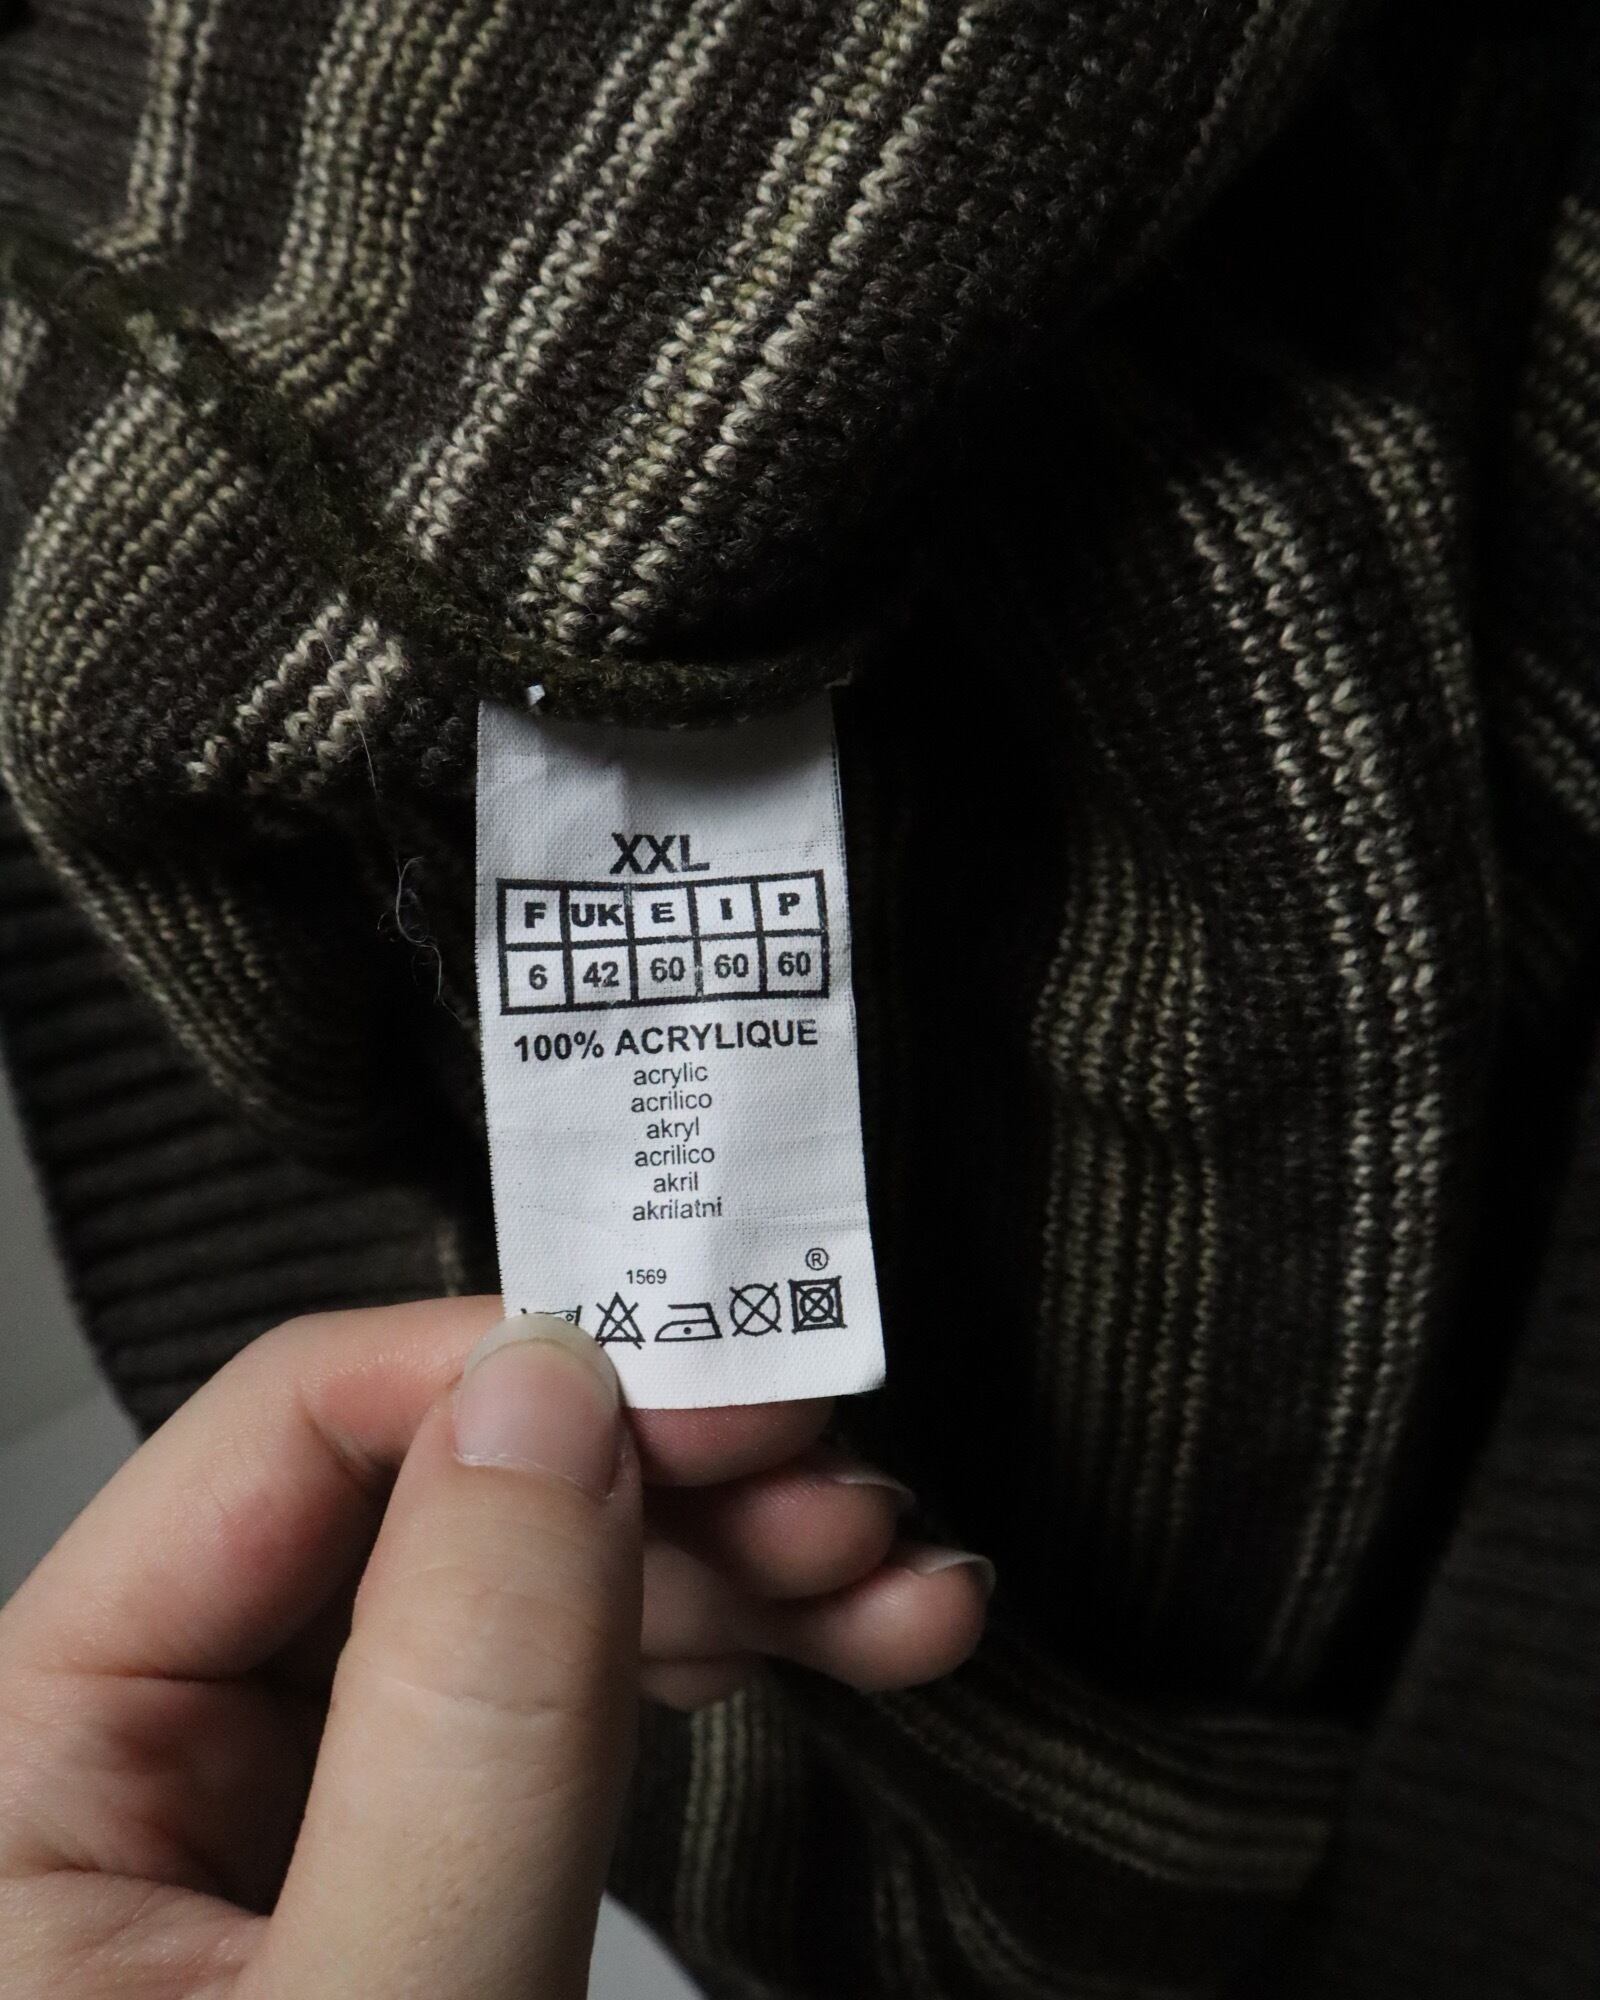 XXL
F UK E I P
6 42 60 60 60
100% ACRYLIQUE
acrylic
acrilico
akryl
acrilico
akril
akrilatni
®
1569